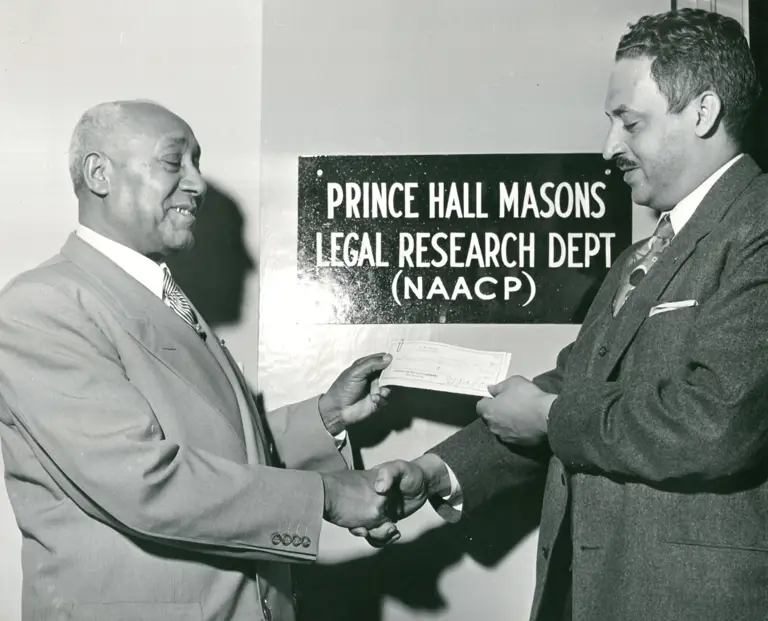 PRINCE HALL MASONS
LEGAL RESEARCH DEPT
(NAACP)